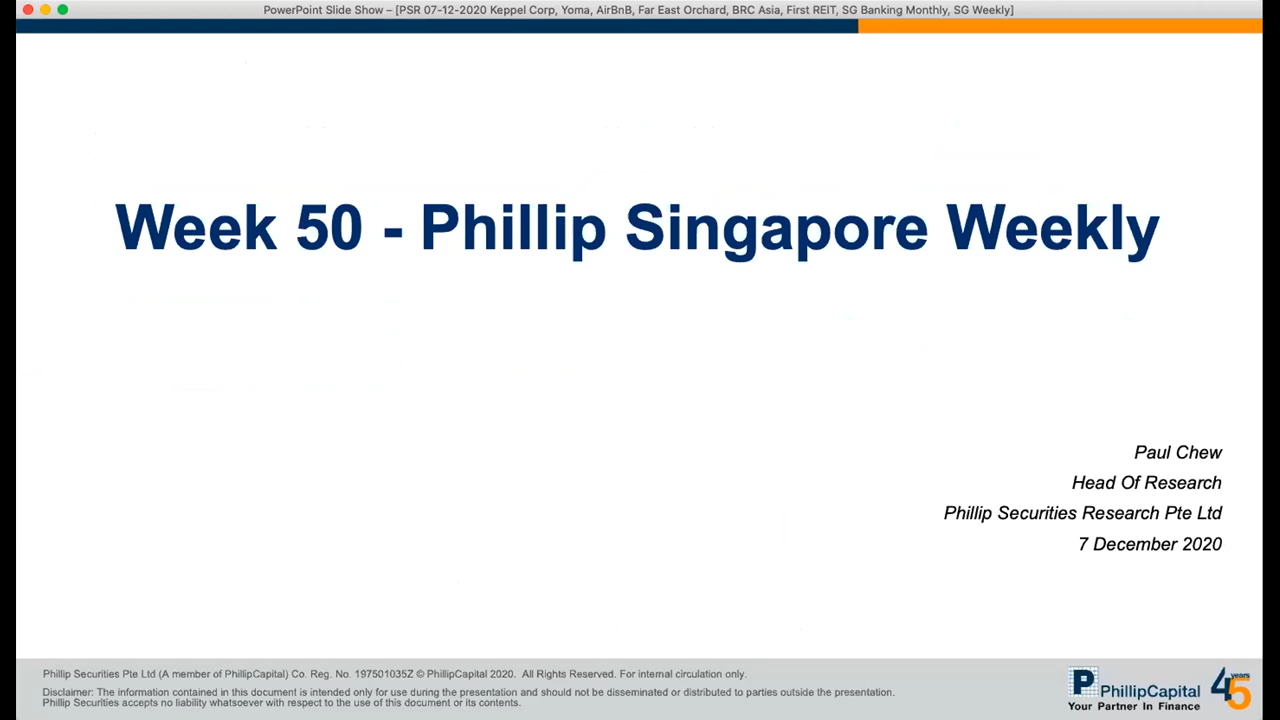 PowerPoint Slide Show – [PSR 07-12-2020 Keppel Corp, Yoma, AirBnB, Far East Orchard, BRC Asia, First REIT, SG Banking Monthly, SG Weekly]
Week 50 - Phillip Singapore Weekly
Paul Chew
Head Of Research
Phillip Securities Research Pte Ltd
7 December 2020
Phillip Securities Pte Ltd (A member of PhillipCapital) Co. Reg. No. 197501035Z © PhillipCapital 2020. All Rights Reserved. For internal circulation only.
Disclaimer: The information contained in this document is intended only for use during the presentation and should not be disseminated or distributed to parties outside the presentation.
Phillip Securities accepts no liability whatsoever with respect to the use of this document or its contents.
P PhillipCapital
Your Partner In Finance
45 years